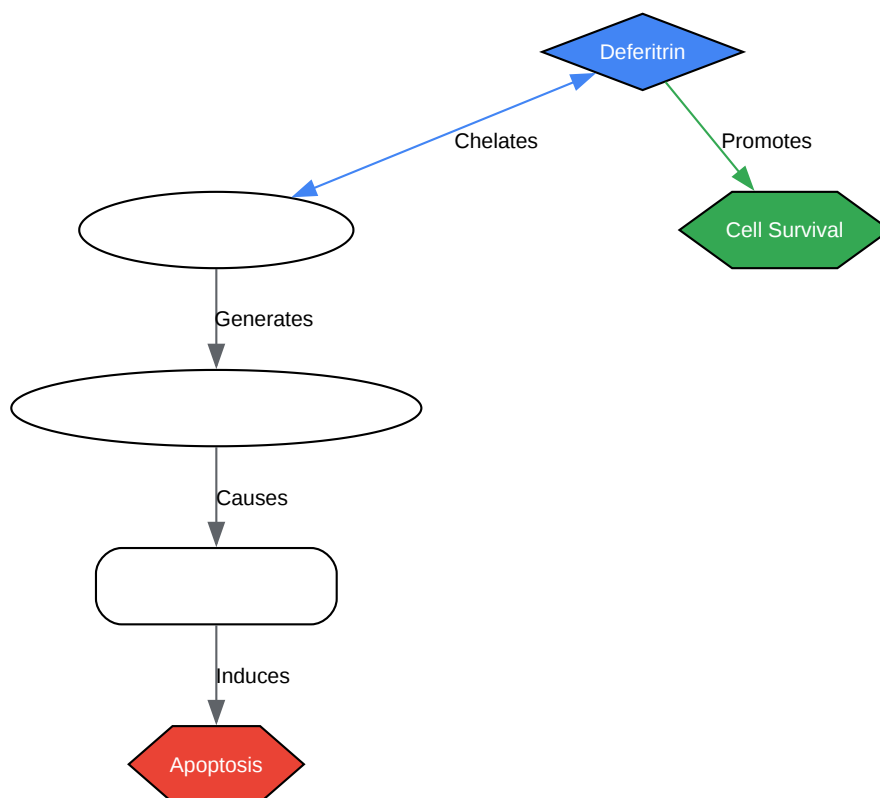 Deferitrin
Chelates
Promotes
Cell Survival
Generates
Causes
Induces
Apoptosis